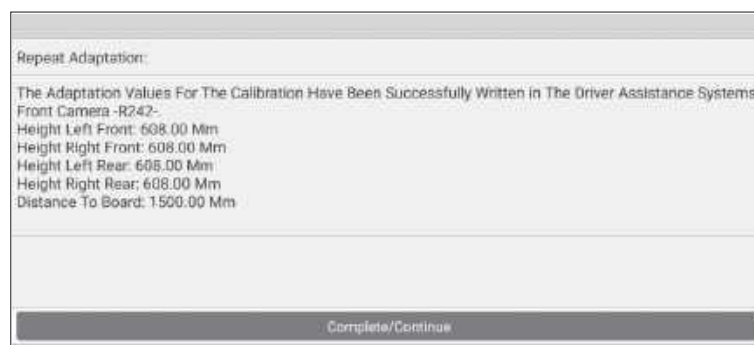 Repeat Adaptation:
The Adaptation Values For The Calibration Have Been Successfully Written in The Driver Assistance Systems
Front Camera -R242-.
Height Left Front: 608.00 Mm
Height Right Front: 608.00 Mm
Height Left Rear: 608.00 Mm
Height Right Rear: 608.00 Mm
Distance To Board: 1500.00 Mm
Complete/Continue